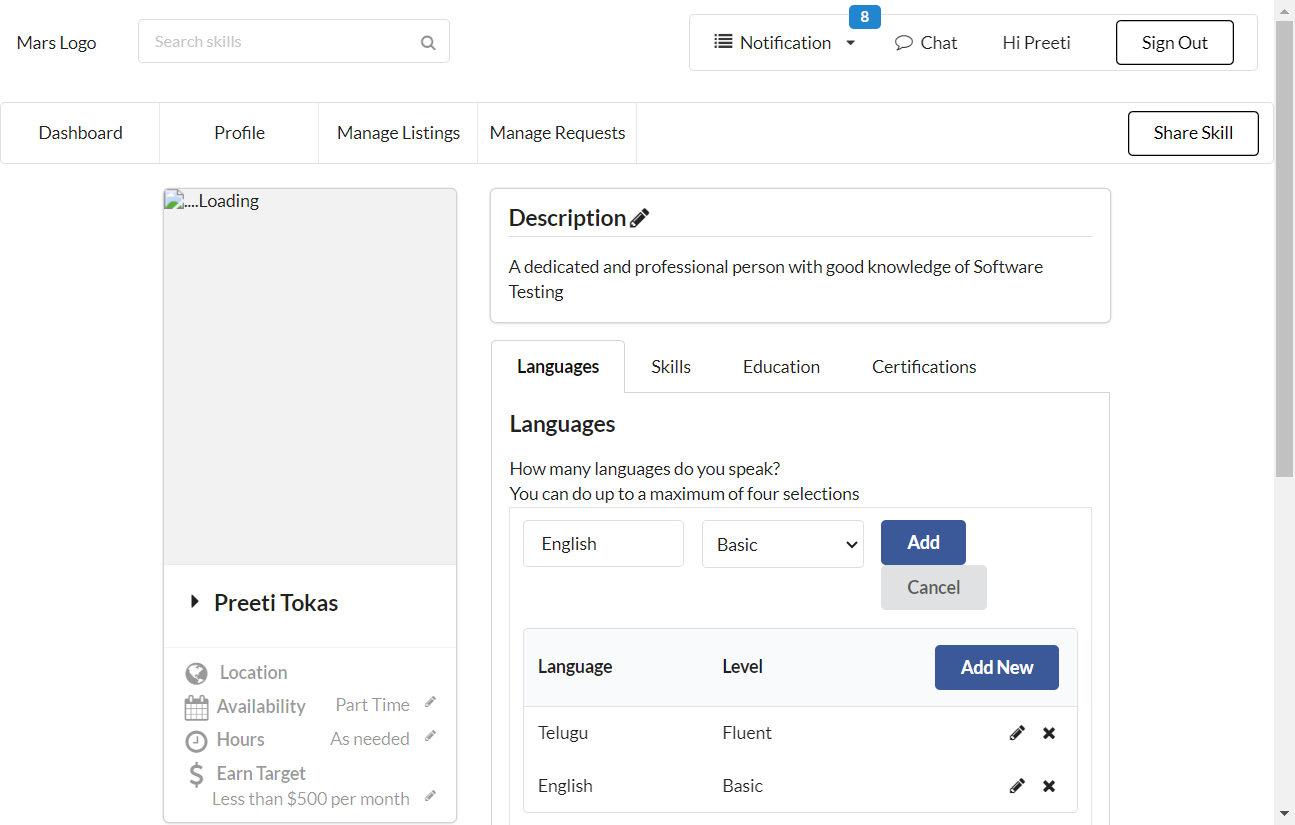 Mars Logo
Search skills
8
Notification
Chat
Hi Preeti
Sign Out
Dashboard
Profile
Manage Listings
Manage Requests
Share Skill
....Loading
Preeti Tokas
Location
Availability
Part Time
Hours
As needed
Earn Target
Less than $500 per month
Description
A dedicated and professional person with good knowledge of Software
Testing
Languages
Skills
Education
Certifications
Languages
How many languages do you speak?
You can do up to a maximum of four selections
English
Basic
Add
Cancel
Language
Level
Add New
Telugu
Fluent
English
Basic